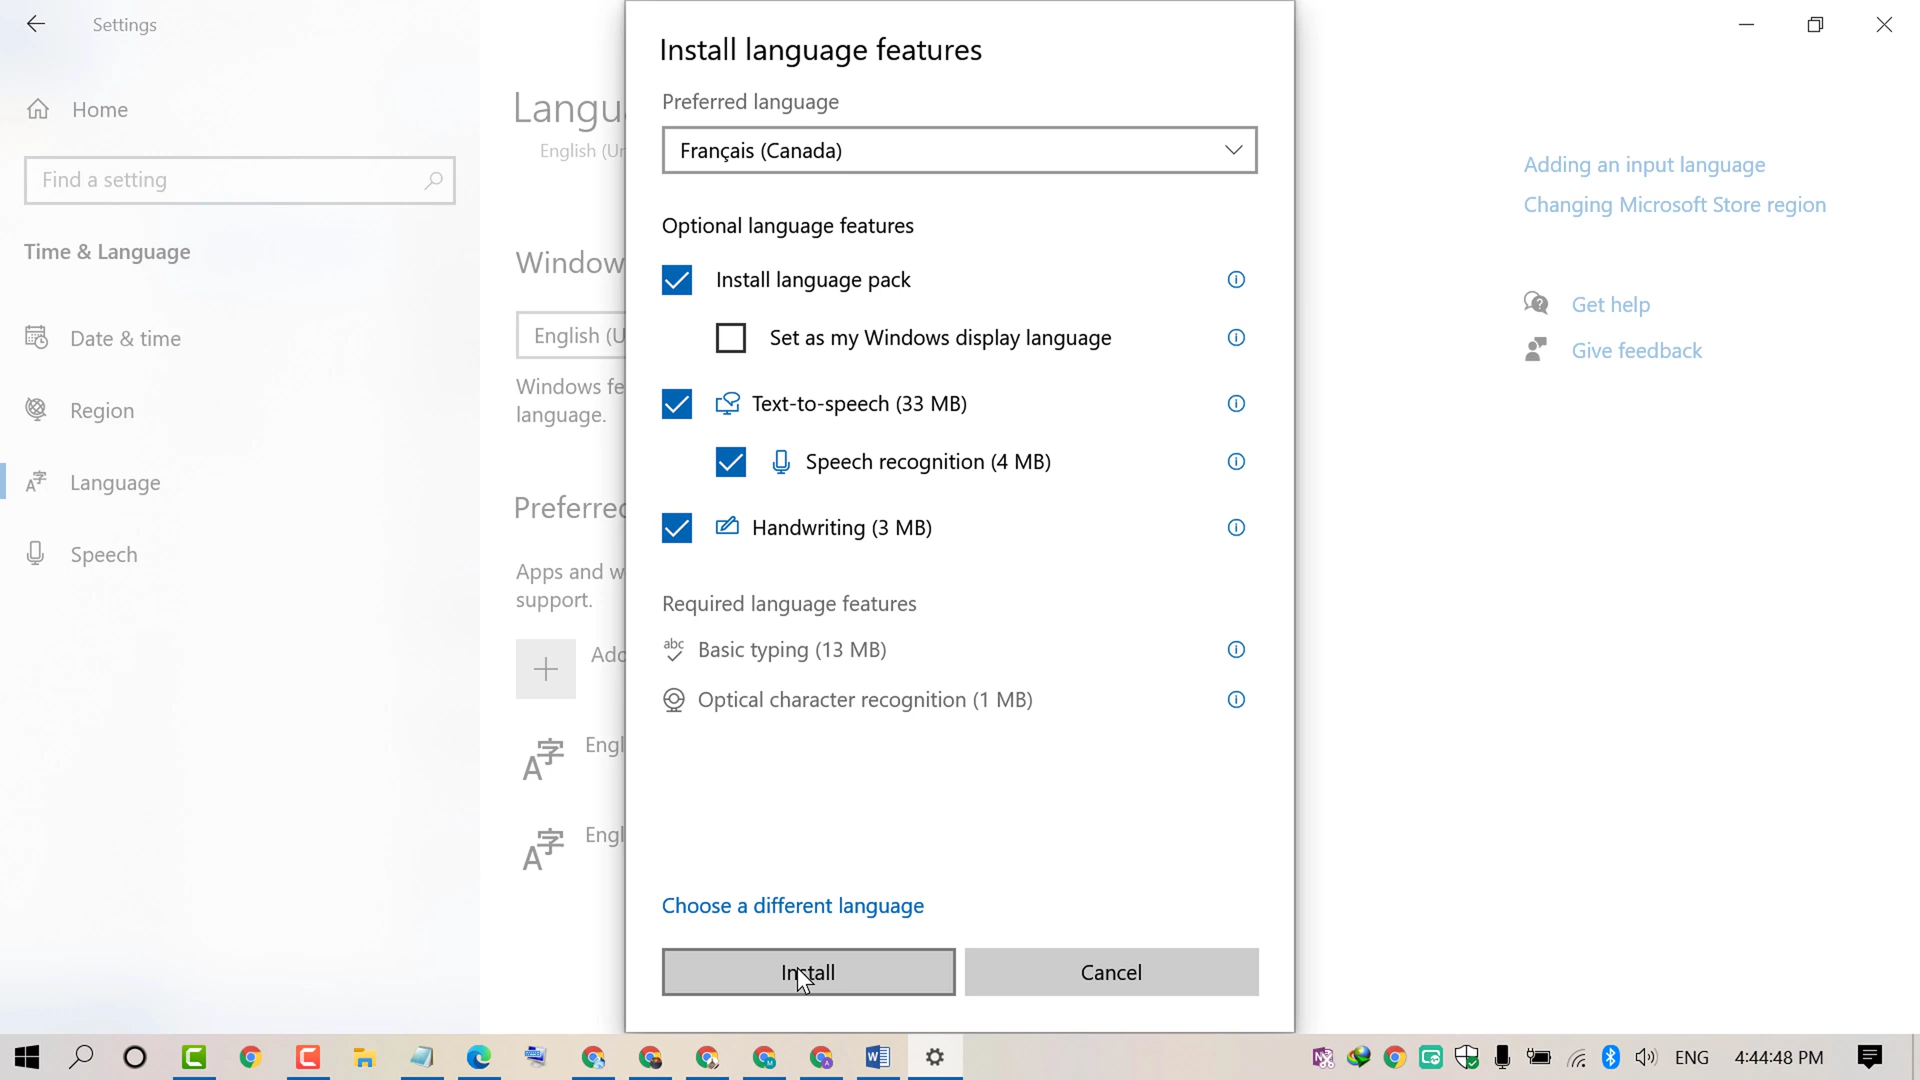 Settings
Home
Find a setting
Time & Language
Date & time
Region
Language
Speech
Langu
English (Un
Window
English (U
Windows fe
language.
Preferred
Apps and w
support.
Add
Engl
Engl
Install language features
Preferred language
Français (Canada)
Optional language features
Install language pack
Set as my Windows display language
Text-to-speech (33 MB)
Speech recognition (4 MB)
Handwriting (3 MB)
Required language features
abc Basic typing (13 MB)
Optical character recognition (1 MB)
Choose a different language
Install
Cancel
Adding an input language
Changing Microsoft Store region
Get help
Give feedback
ENG
4:44:48 PM